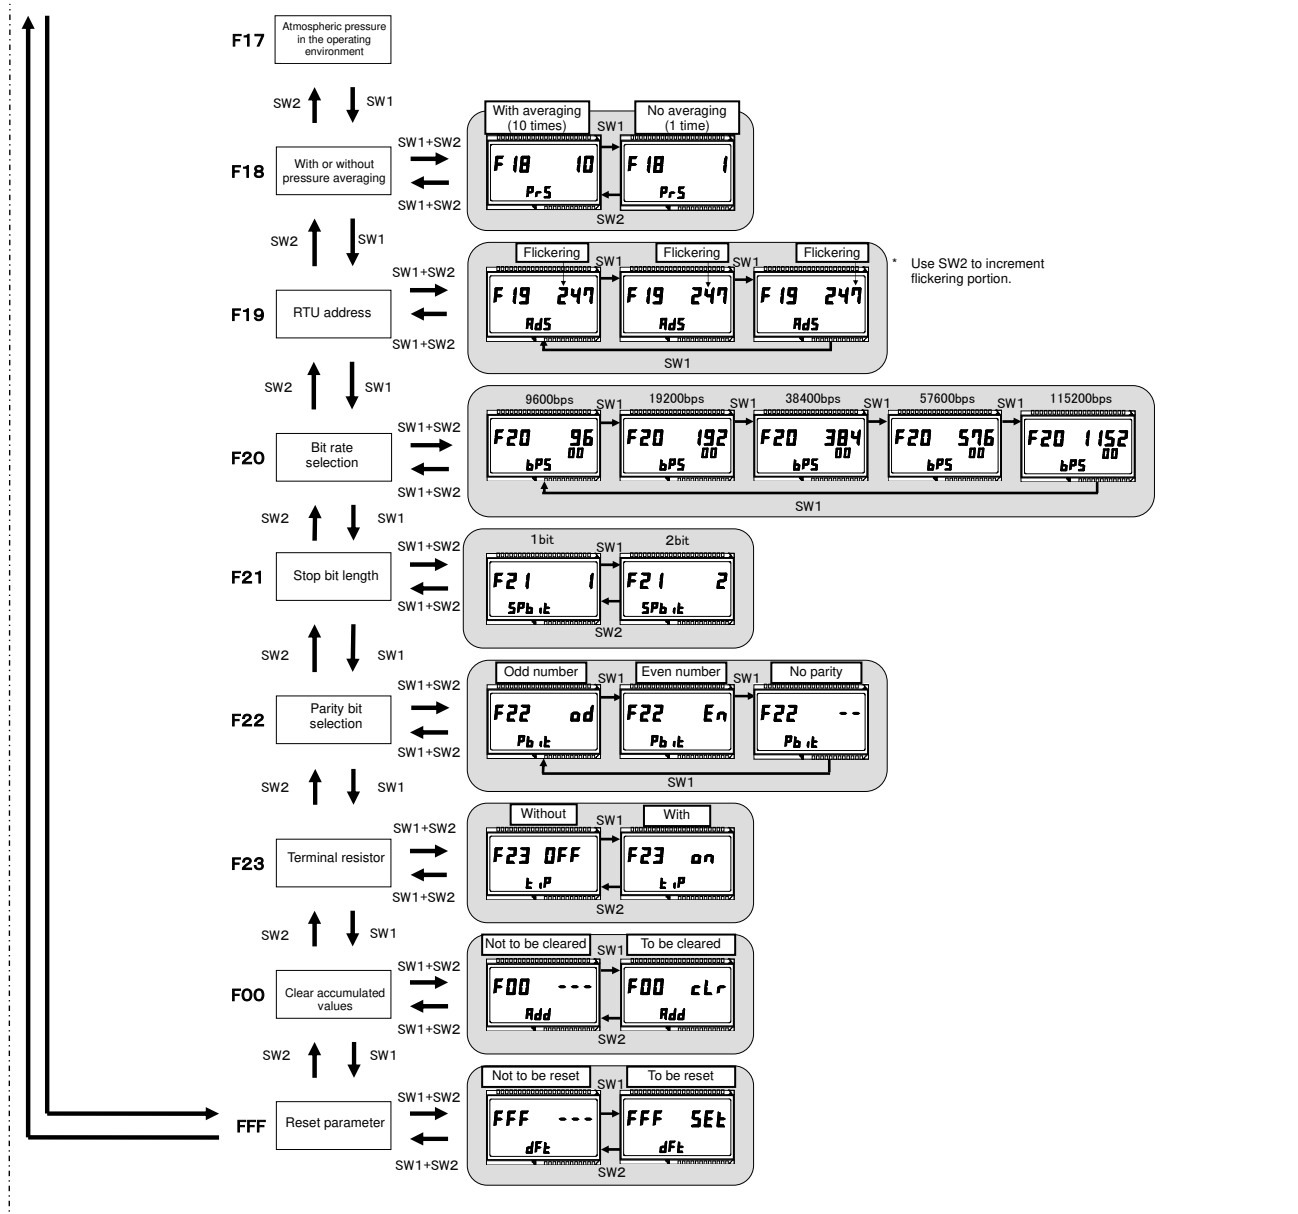 F17
Atmospheric pressure
in the operating
environment
SW2
SW1
F18
With or without
pressure averaging
SW1+SW2
SW1+SW2
With averaging
(10 times)
SW1
No averaging
(1 time)
F18 10
PrS
F18 1
PrS
SW2
SW2
SW1
F19
RTU address
SW1+SW2
SW1+SW2
Flickering
SW1
Flickering
SW1
Flickering
F19 247
AdS
F19 247
AdS
F19 247
AdS
SW1
* Use SW2 to increment
flickering portion.
SW2
SW1
F20
Bit rate
selection
SW1+SW2
SW1+SW2
9600bps
SW1
19200bps
SW1
38400bps
SW1
57600bps
SW1
115200bps
F20 96
00
bPS
F20 192
00
bPS
F20 384
00
bPS
F20 576
00
bPS
F20 1152
00
bPS
SW1
SW2
SW1
F21
Stop bit length
SW1+SW2
SW1+SW2
1bit
SW1
2bit
F21 1
SPbit
F21 2
SPbit
SW2
SW2
SW1
F22
Parity bit
selection
SW1+SW2
SW1+SW2
Odd number
SW1
Even number
SW1
No parity
F22 od
Pbit
F22 En
Pbit
F22 --
Pbit
SW1
SW2
SW1
F23
Terminal resistor
SW1+SW2
SW1+SW2
Without
SW1
With
F23 OFF
tiP
F23 on
tiP
SW2
SW2
SW1
F00
Clear accumulated
values
SW1+SW2
SW1+SW2
Not to be cleared
SW1
To be cleared
F00 ---
Add
F00 cLr
Add
SW2
SW2
SW1
FFF
Reset parameter
SW1+SW2
SW1+SW2
Not to be reset
SW1
To be reset
FFF ---
dFt
FFF SEt
dFt
SW2